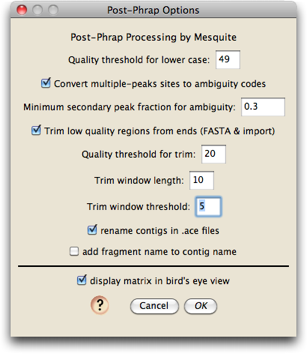 Post-Phrap Options
Post-Phrap Processing by Mesquite
Quality threshold for lower case: 49
Convert multiple-peaks sites to ambiguity codes
Minimum secondary peak fraction for ambiguity: 0.3
Trim low quality regions from ends (FASTA & import)
Quality threshold for trim: 20
Trim window length: 10
Trim window threshold: 5
rename contigs in .ace files
add fragment name to contig name
display matrix in bird's eye view
? Cancel OK